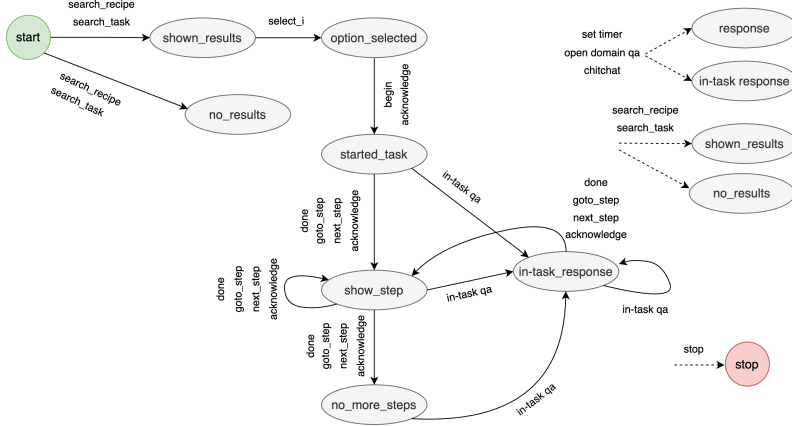 search_recipe
search_task
start
shown_results
select_i
option_selected
search_recipe
search_task
no_results
begin
acknowledge
started_task
in-task qa
done
goto_step
next_step
acknowledge
done
goto_step
next_step
acknowledge
show_step
in-task qa
in-task_response
done
goto_step
next_step
acknowledge
in-task qa
done
goto_step
next_step
acknowledge
no_more_steps
in-task qa
set timer
open domain qa
chitchat
response
in-task response
search_recipe
search_task
shown_results
no_results
stop
stop